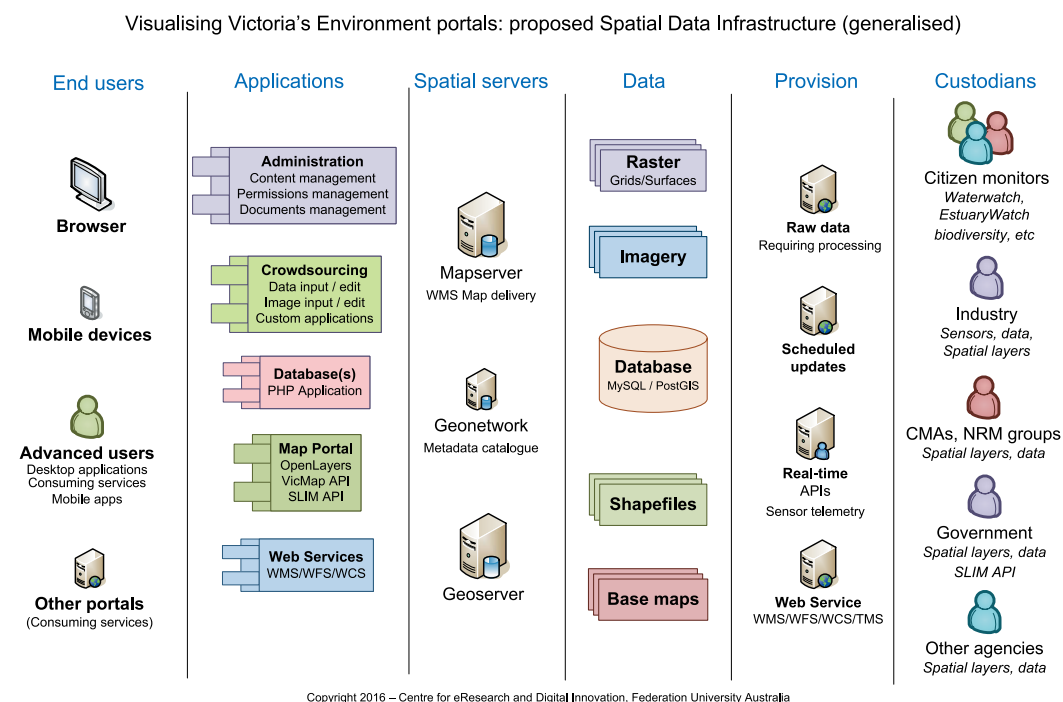 Visualising Victoria's Environment portals: proposed Spatial Data Infrastructure (generalised)
End users
Browser
Mobile devices
Advanced users
Desktop applications
Consuming services
Mobile apps
Other portals
(Consuming services)
Applications
Administration
Content management
Permissions management
Documents management
Crowdsourcing
Data input / edit
Image input / edit
Custom applications
Database(s)
PHP Application
Map Portal
OpenLayers
VicMap API
SLIM API
Web Services
WMS/WFS/WCS
Spatial servers
Mapserver
WMS Map delivery
Geonetwork
Metadata catalogue
Geoserver
Data
Raster
Grids/Surfaces
Imagery
Database
MySQL / PostGIS
Shapefiles
Base maps
Provision
Raw data
Requiring processing
Scheduled
updates
Real-time
APIs
Sensor telemetry
Web Service
WMS/WFS/WCS/TMS
Custodians
Citizen monitors
Waterwatch,
EstuaryWatch
biodiversity, etc
Industry
Sensors, data,
Spatial layers
CMAs, NRM groups
Spatial layers, data
Government
Spatial layers, data
SLIM API
Other agencies
Spatial layers, data
Copyright 2016 – Centre for eResearch and Digital Innovation, Federation University Australia